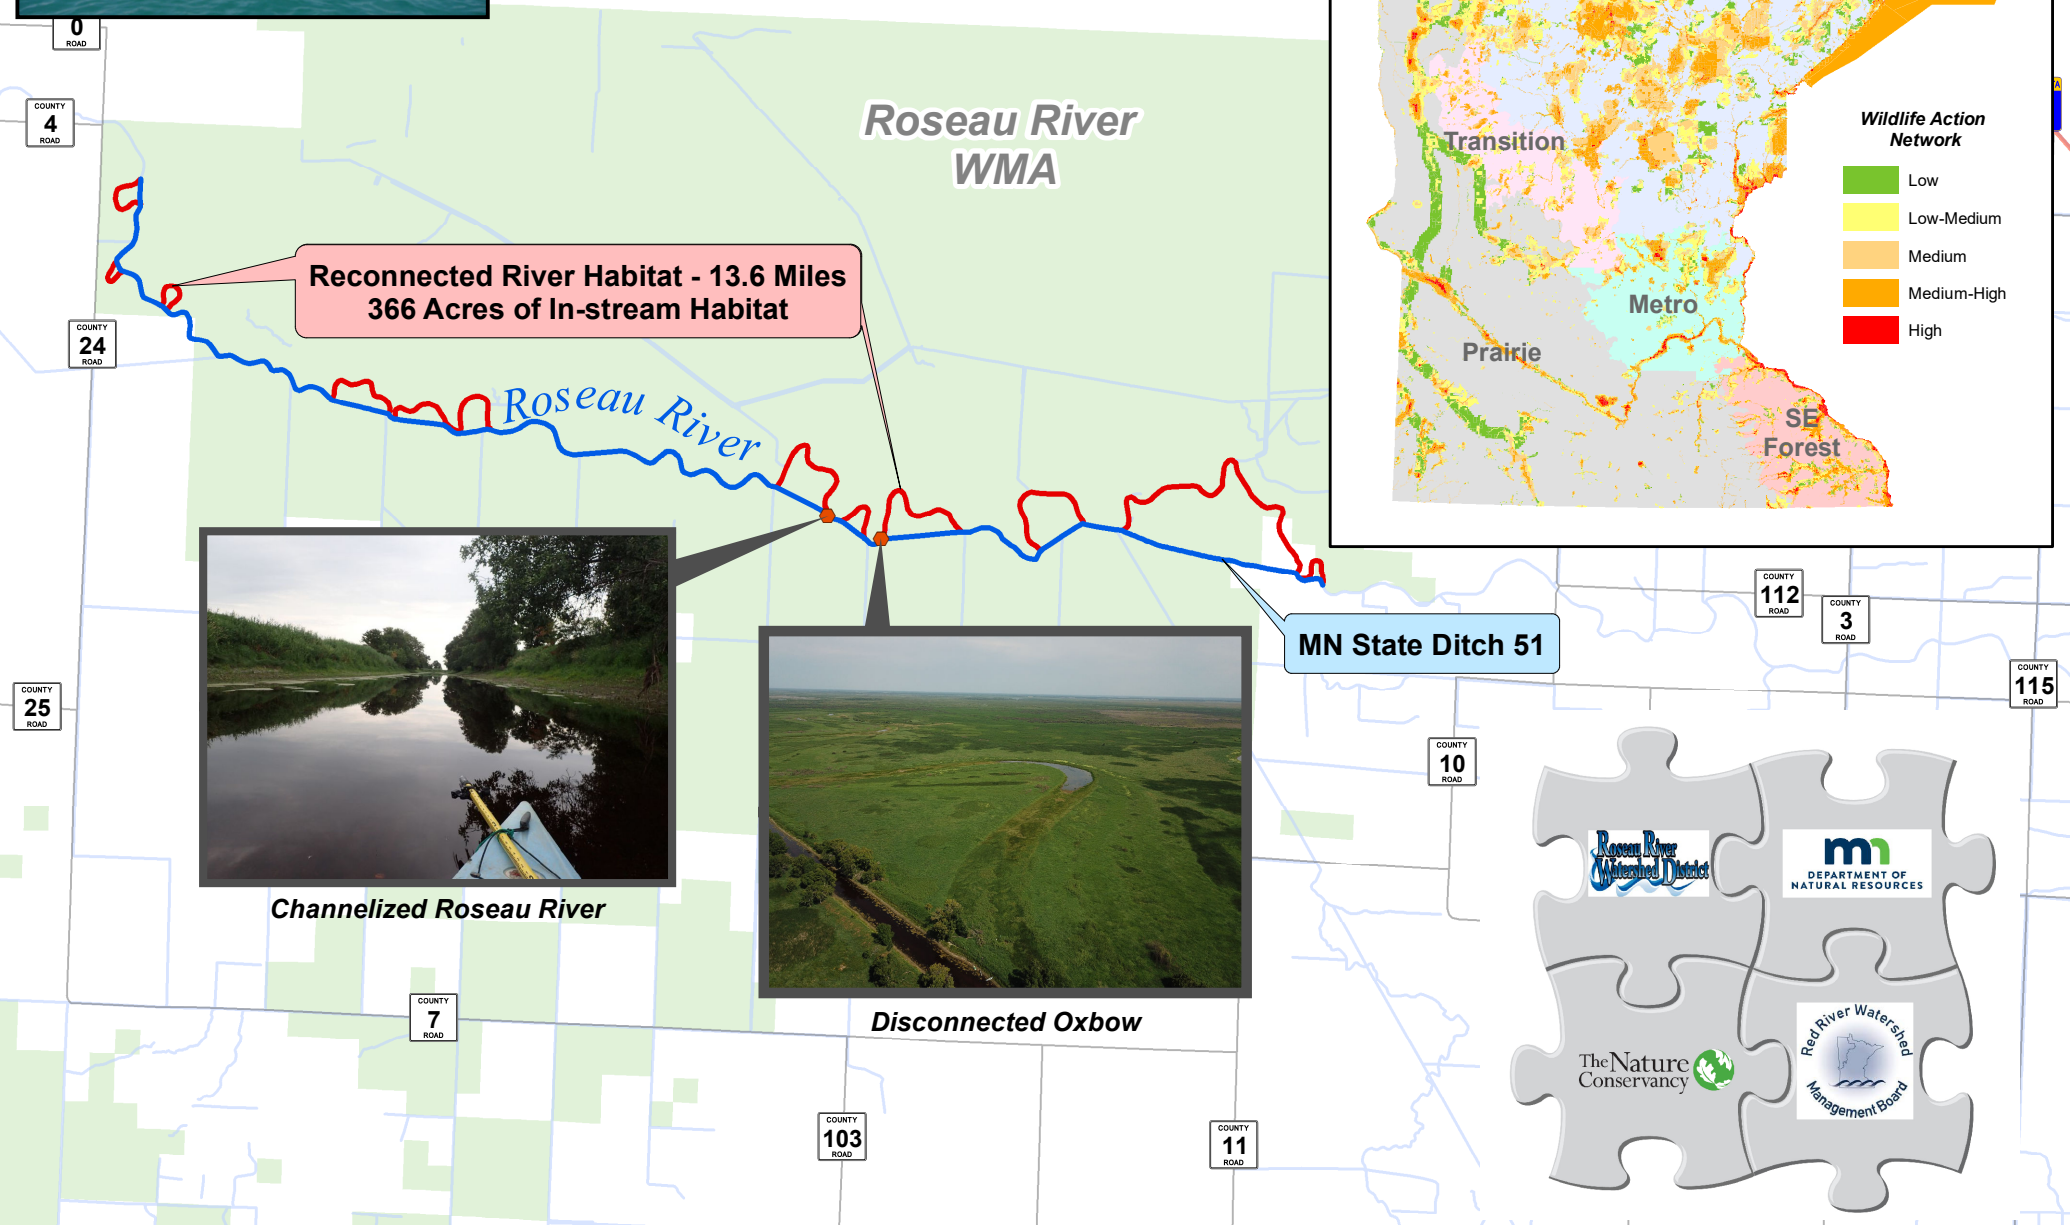 0
ROAD
COUNTY
4
ROAD
Roseau River
WMA
Transition
Wildlife Action
Network
Low
Low-Medium
Medium
Medium-High
High
Metro
Prairie
SE
Forest
Reconnected River Habitat - 13.6 Miles
366 Acres of In-stream Habitat
COUNTY
24
ROAD
Roseau River
COUNTY
112
ROAD
COUNTY
3
ROAD
MN State Ditch 51
COUNTY
25
ROAD
COUNTY
115
ROAD
COUNTY
10
ROAD
Channelized Roseau River
Disconnected Oxbow
Roseau River
Watershed District
mn
DEPARTMENT OF
NATURAL RESOURCES
The Nature
Conservancy
Red River Watershed
Management Board
COUNTY
7
ROAD
COUNTY
103
ROAD
COUNTY
11
ROAD